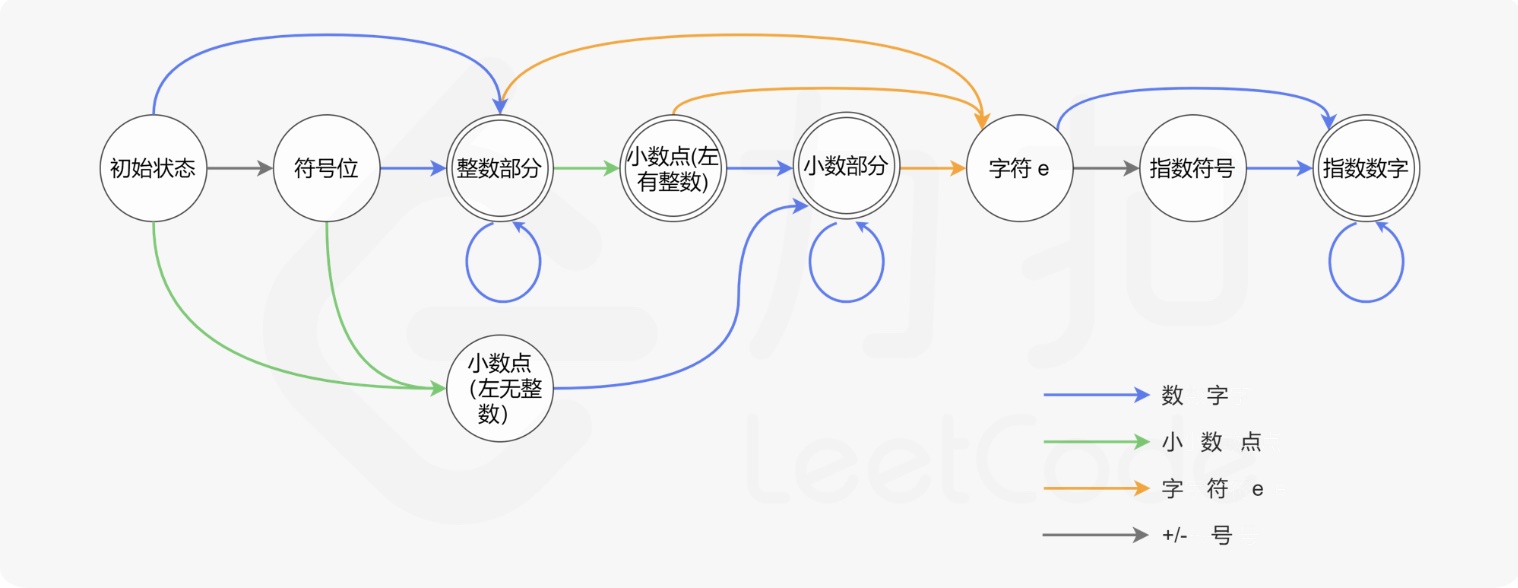 初始状态
符号位
整数部分
小数点(左
有整数)
小数部分
字符 e
指数符号
指数数字
小数点
（左无整
数）
数 字
小 数 点
字 符 e
+/- 号
力扣
LeetCode